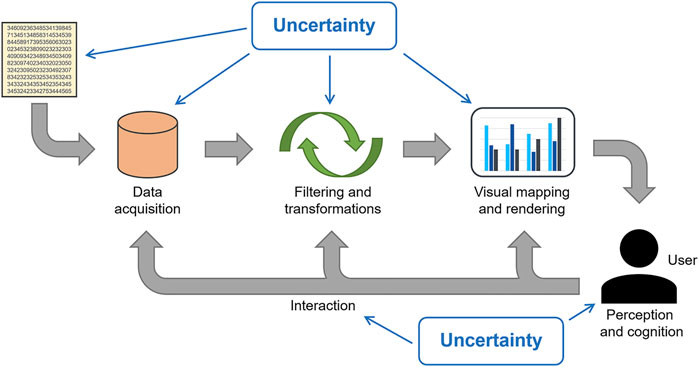 34609236348534139845
71345134858314534539
84458917395356063023
02345323809023232303
40909342348934503409
82309740234032023050
32423095023230492307
83423232532534353243
34332434353452354345
34532423342753444565
Uncertainty
Data
acquisition
Filtering and
transformations
Visual mapping
and rendering
User
Interaction
Uncertainty
Perception
and cognition